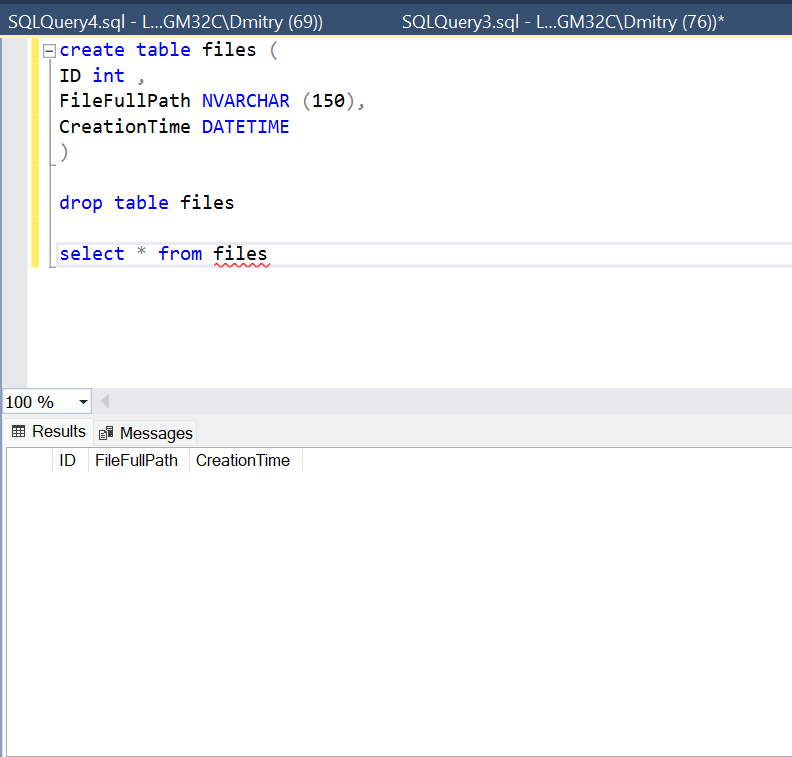 SQLQuery4.sql - L...GM32C\Dmitry (69)) SQLQuery3.sql - L...GM32C\Dmitry (76))*
create table files (
ID int ,
FileFullPath NVARCHAR (150),
CreationTime DATETIME
)
drop table files
select * from files
100 %
Results Messages
ID FileFullPath CreationTime